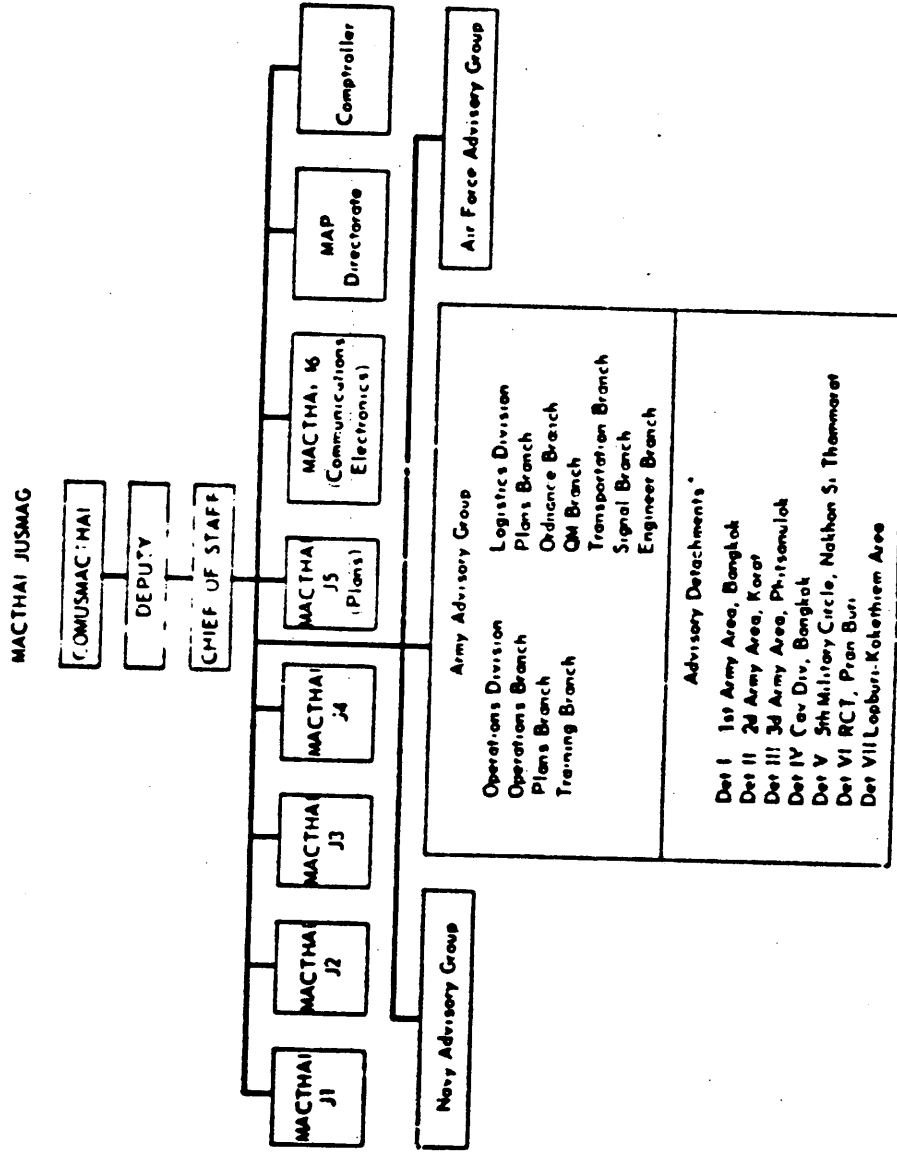 MACTHAI JUSMAG
COMUSMACTHAI
DEPUTY
CHIEF OF STAFF
MACTHAI
J1
MACTHAI
J2
MACTHAI
J3
MACTHAI
J4
MACTHAI
J5
(Plans)
MACTHAI J6
(Communications
Electronics)
MAP
Directorate
Comptroller
Navy Advisory Group
Army Advisory Group
Operations Division
Operations Branch
Plans Branch
Training Branch
Logistics Division
Plans Branch
Ordnance Branch
QM Branch
Transportation Branch
Signal Branch
Engineer Branch
Air Force Advisory Group
Advisory Detachments*
Det I 1st Army Area, Bangkok
Det II 2d Army Area, Korat
Det III 3d Army Area, Phitsanulok
Det IV Cav Div, Bangkok
Det V 5th Military Circle, Nakhon Si Thammarat
Det VI RCT, Pran Buri
Det VII Lopburi-Kokethiem Area